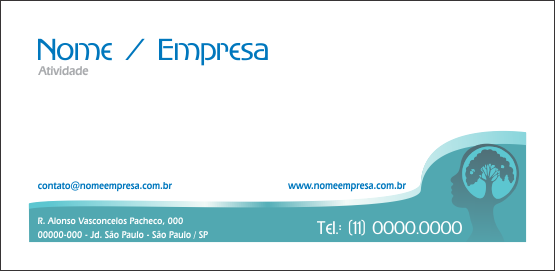 Nome / Empresa
Atividade
contato@nomeempresa.com.br
www.nomeempresa.com.br
R. Alonso Vasconcelos Pacheco, 000
00000-000 - Jd. São Paulo - São Paulo / SP
Tel.: (11) 0000.0000